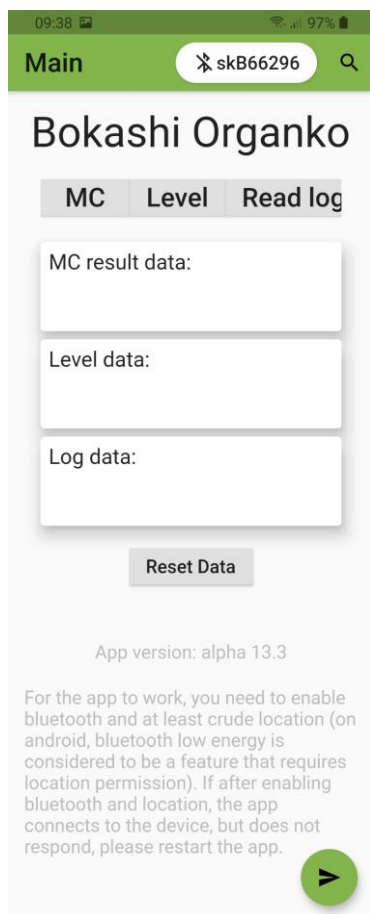 09:38 97%
Main skB66296
Bokashi Organko
MC Level Read log
MC result data:
Level data:
Log data:
Reset Data
App version: alpha 13.3
For the app to work, you need to enable
bluetooth and at least crude location (on
android, bluetooth low energy is
considered to be a feature that requires
location permission). If after enabling
bluetooth and location, the app
connects to the device, but does not
respond, please restart the app.